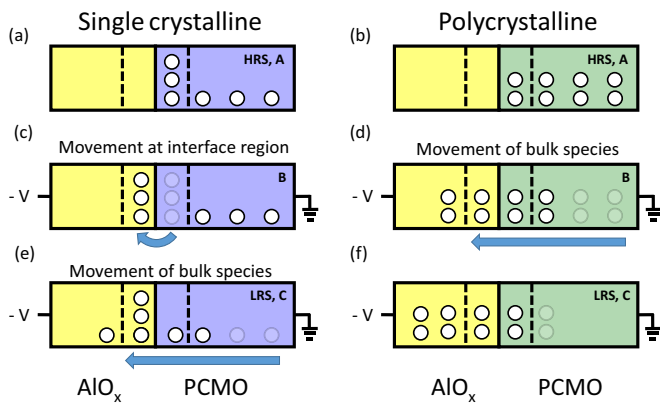 Single crystalline
Polycrystalline
(a)
HRS, A
(b)
HRS, A
(c)
Movement at interface region
- V
B
(d)
Movement of bulk species
- V
B
(e)
Movement of bulk species
- V
LRS, C
(f)
- V
LRS, C
AlOₓ
PCMO
AlOₓ
PCMO